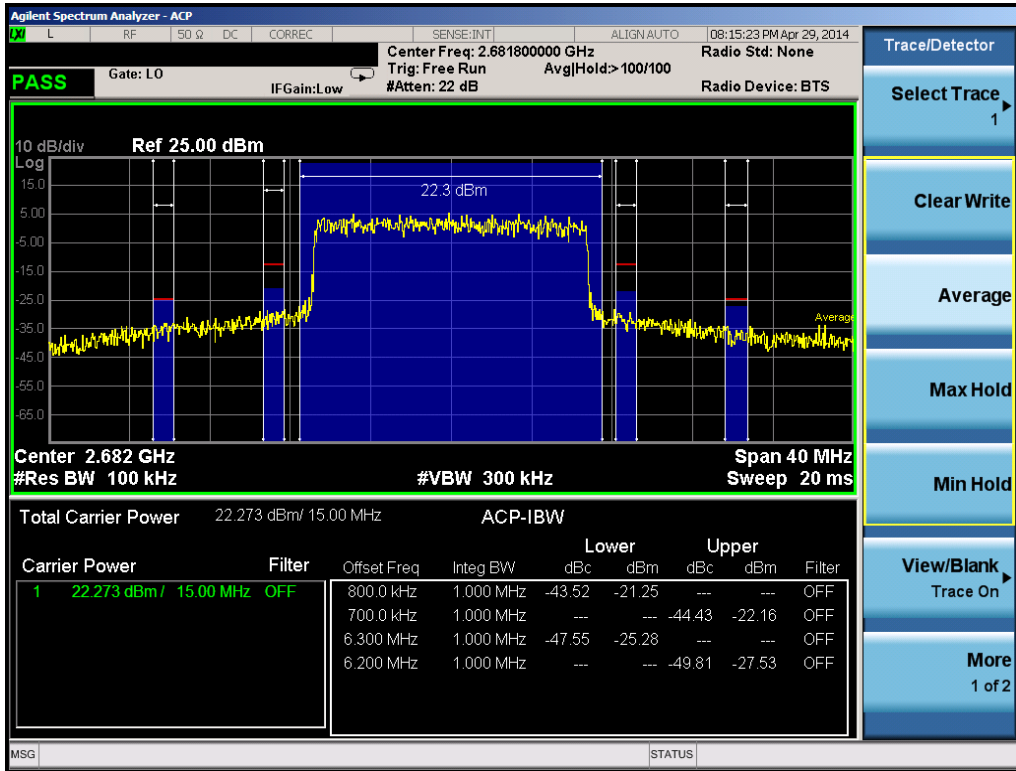 Agilent Spectrum Analyzer - ACP
LXI L RF 50 Ω DC CORREC SENSE:INT ALIGN AUTO 08:15:23 PM Apr 29, 2014
Center Freq: 2.681800000 GHz Radio Std: None
Trig: Free Run Avg|Hold:> 100/100
PASS Gate: LO IFGain:Low #Atten: 22 dB Radio Device: BTS
10 dB/div Ref 25.00 dBm
Log
15.0
22.3 dBm
5.00
-5.00
-15.0
-25.0
Average
-35.0
-45.0
-55.0
-65.0
Center 2.682 GHz Span 40 MHz
#Res BW 100 kHz #VBW 300 kHz Sweep 20 ms
Total Carrier Power 22.273 dBm/ 15.00 MHz ACP-IBW
Lower Upper
Carrier Power Filter Offset Freq Integ BW dBc dBm dBc dBm Filter
1 22.273 dBm / 15.00 MHz OFF 800.0 kHz 1.000 MHz -43.52 -21.25 --- --- OFF
700.0 kHz 1.000 MHz --- --- -44.43 -22.16 OFF
6.300 MHz 1.000 MHz -47.55 -25.28 --- --- OFF
6.200 MHz 1.000 MHz --- --- -49.81 -27.53 OFF
MSG STATUS
Trace/Detector
Select Trace
1
Clear Write
Average
Max Hold
Min Hold
View/Blank
Trace On
More
1 of 2